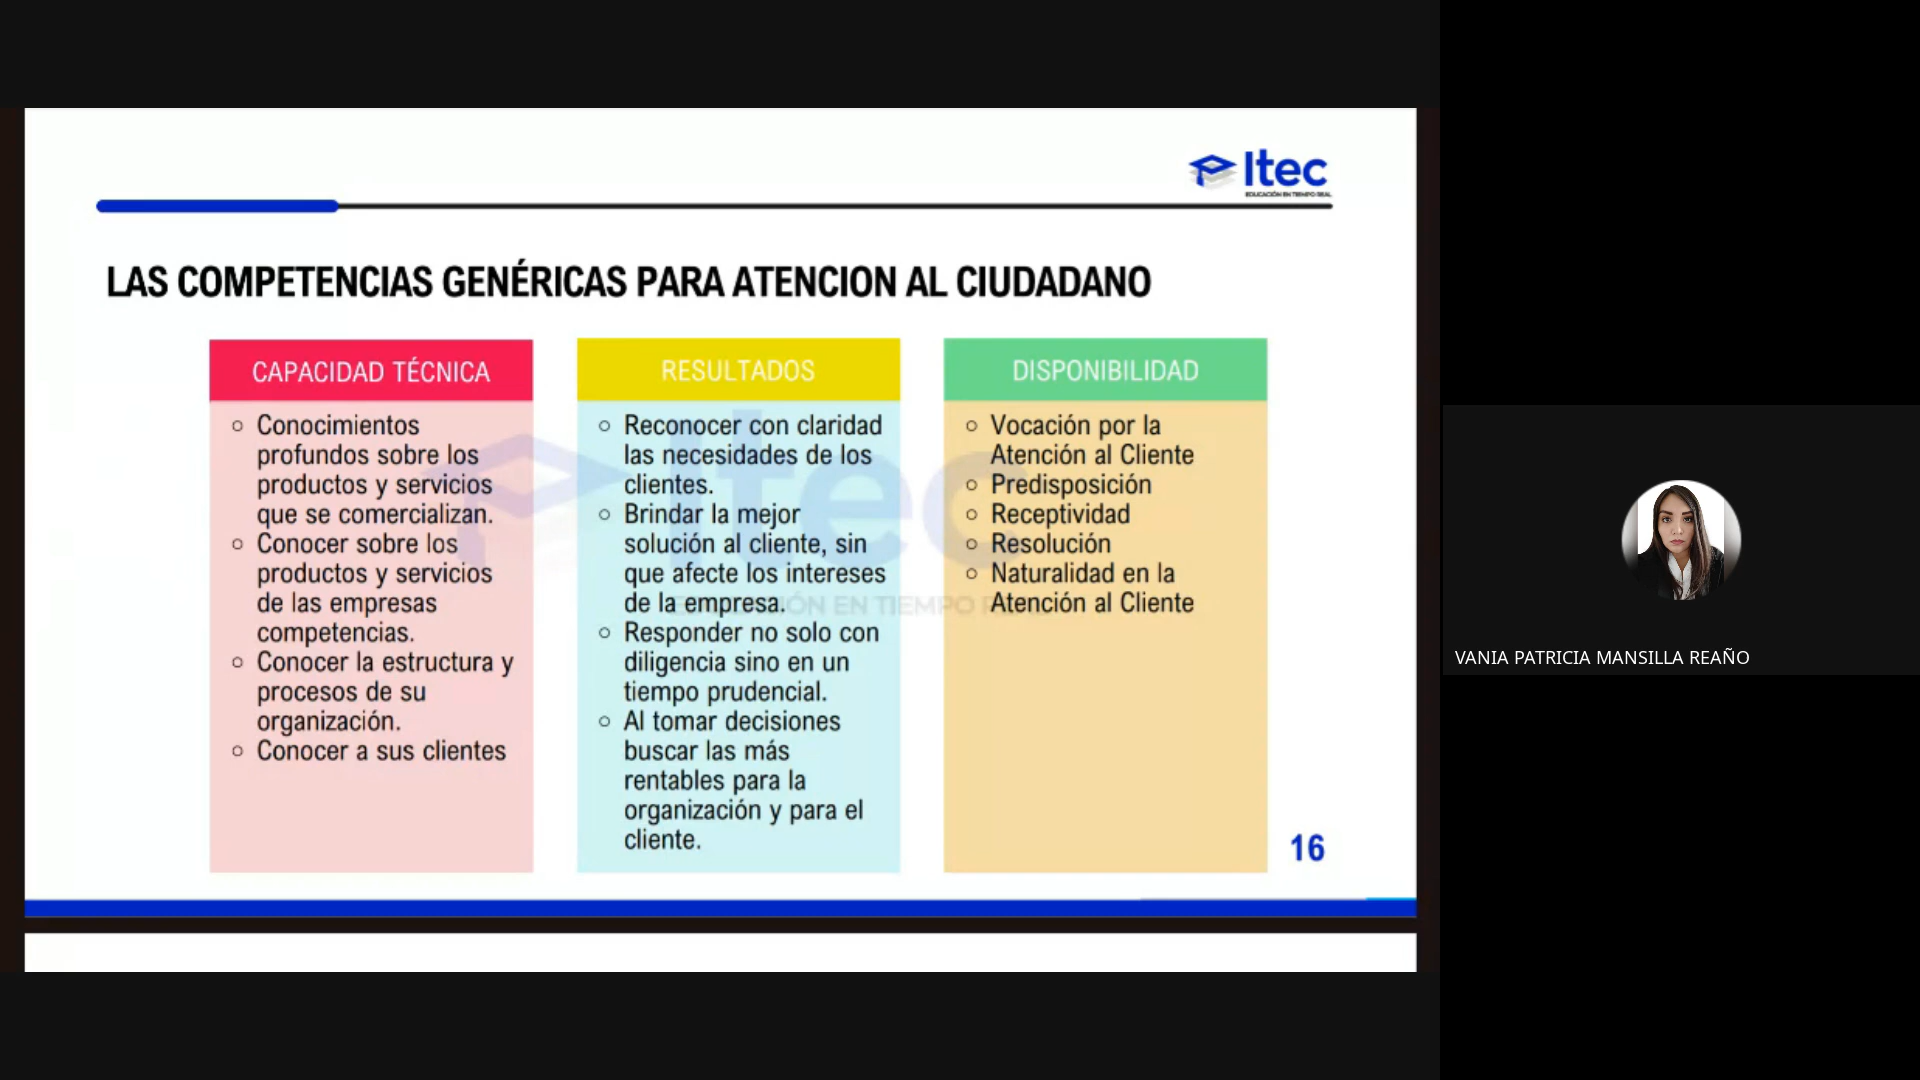 Itec
EDUCACIÓN EN TIEMPO REAL
LAS COMPETENCIAS GENÉRICAS PARA ATENCION AL CIUDADANO
CAPACIDAD TÉCNICA
Conocimientos
profundos sobre los
productos y servicios
que se comercializan.
Conocer sobre los
productos y servicios
de las empresas
competencias.
Conocer la estructura y
procesos de su
organización.
Conocer a sus clientes
RESULTADOS
Reconocer con claridad
las necesidades de los
clientes.
Brindar la mejor
solución al cliente, sin
que afecte los intereses
de la empresa.
Responder no solo con
diligencia sino en un
tiempo prudencial.
Al tomar decisiones
buscar las más
rentables para la
organización y para el
cliente.
DISPONIBILIDAD
Vocación por la
Atención al Cliente
Predisposición
Receptividad
Resolución
Naturalidad en la
Atención al Cliente
Itec
EN TIEMPO
16
VANIA PATRICIA MANSILLA REAÑO